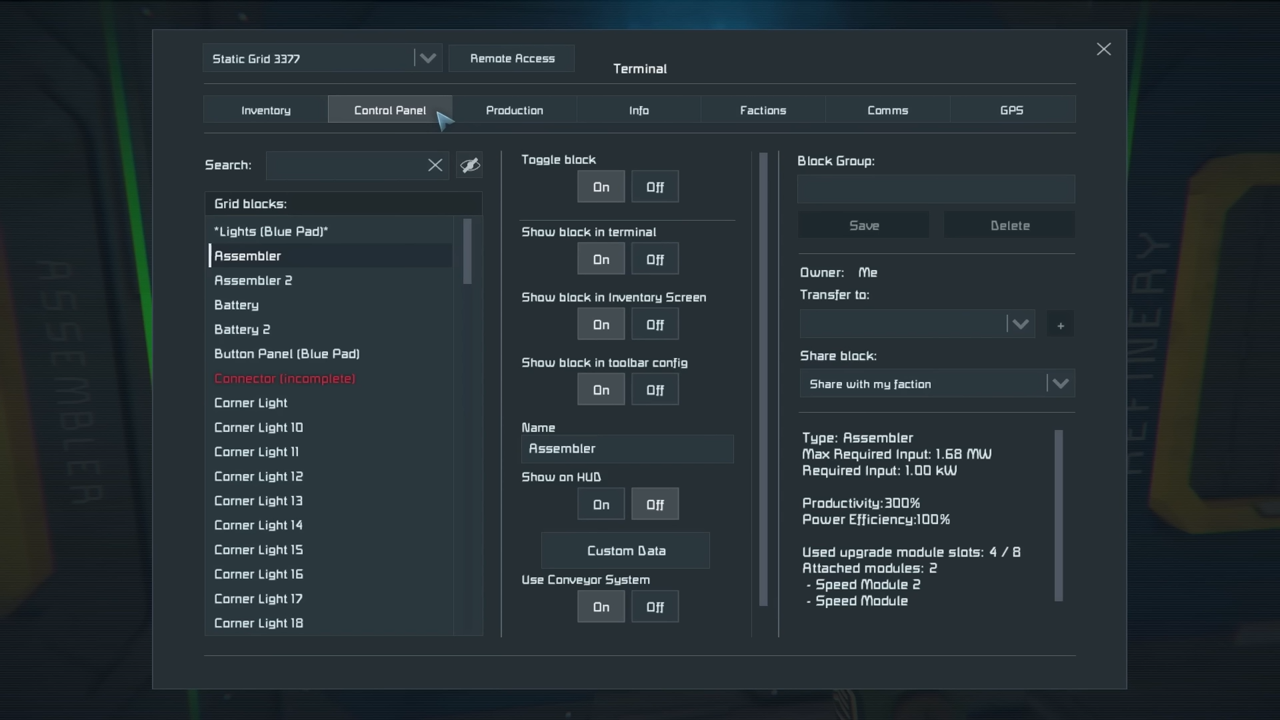 Static Grid 3377
Remote Access
Terminal
Inventory
Control Panel
Production
Info
Factions
Comms
GPS
Search:
Grid blocks:
*Lights (Blue Pad)*
Assembler
Assembler 2
Battery
Battery 2
Button Panel (Blue Pad)
Connector (incomplete)
Corner Light
Corner Light 10
Corner Light 11
Corner Light 12
Corner Light 13
Corner Light 14
Corner Light 15
Corner Light 16
Corner Light 17
Corner Light 18
Toggle block
On Off
Show block in terminal
On Off
Show block in Inventory Screen
On Off
Show block in toolbar config
On Off
Name
Assembler
Show on HUD
On Off
Custom Data
Use Conveyor System
On Off
Block Group:
Save
Delete
Owner: Me
Transfer to:
+
Share block:
Share with my faction
Type: Assembler
Max Required Input: 1.68 MW
Required Input: 1.00 kW
Productivity:300%
Power Efficiency:100%
Used upgrade module slots: 4 / 8
Attached modules: 2
- Speed Module 2
- Speed Module
ASSEMBLER
REFINERY